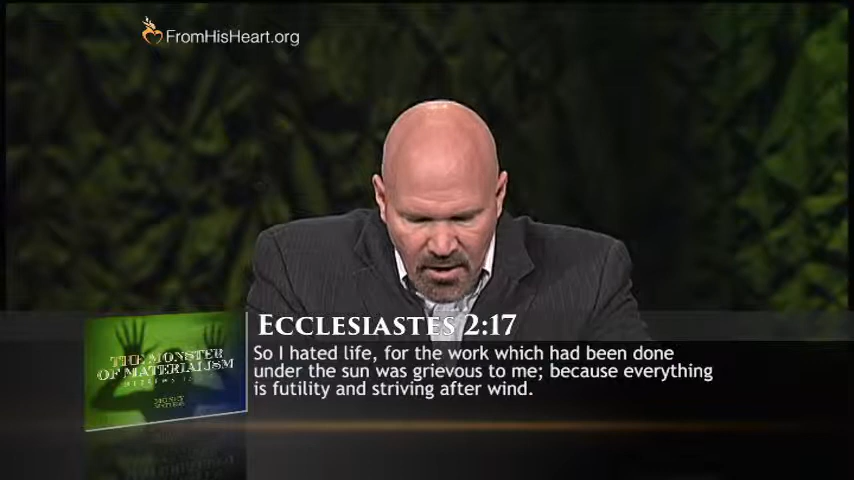 FromHisHeart.org
ECCLESIASTES 2:17
So I hated life, for the work which had been done
under the sun was grievous to me; because everything
is futility and striving after wind.
THE MONSTER
OF MATERIALISM
MONEY